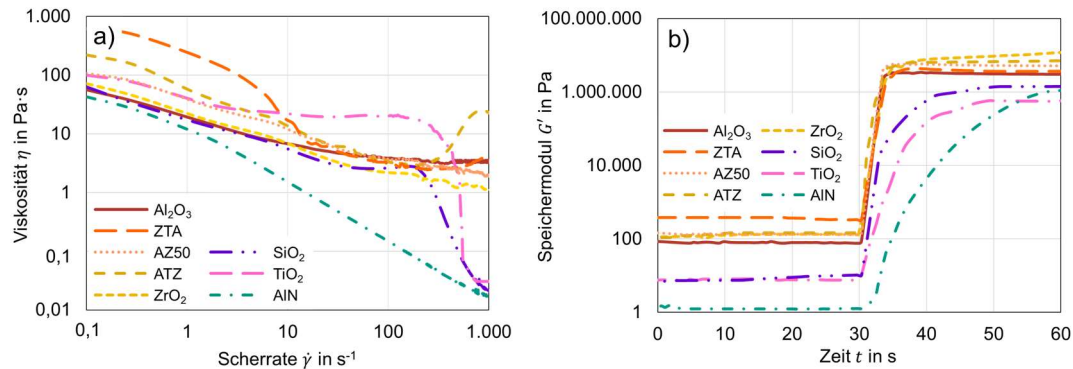 a)
Viskosität η in Pa·s
1.000
100
10
1
0,1
0,01
Al₂O₃
ZTA
AZ50
ATZ
ZrO₂
SiO₂
TiO₂
AlN
0,1 1 10 100 1.000
Scherrate γ̇ in s⁻¹
b)
Speichermodul G′ in Pa
100.000.000
1.000.000
10.000
100
1
Al₂O₃ ZrO₂
ZTA SiO₂
AZ50 TiO₂
ATZ AlN
0 10 20 30 40 50 60
Zeit t in s